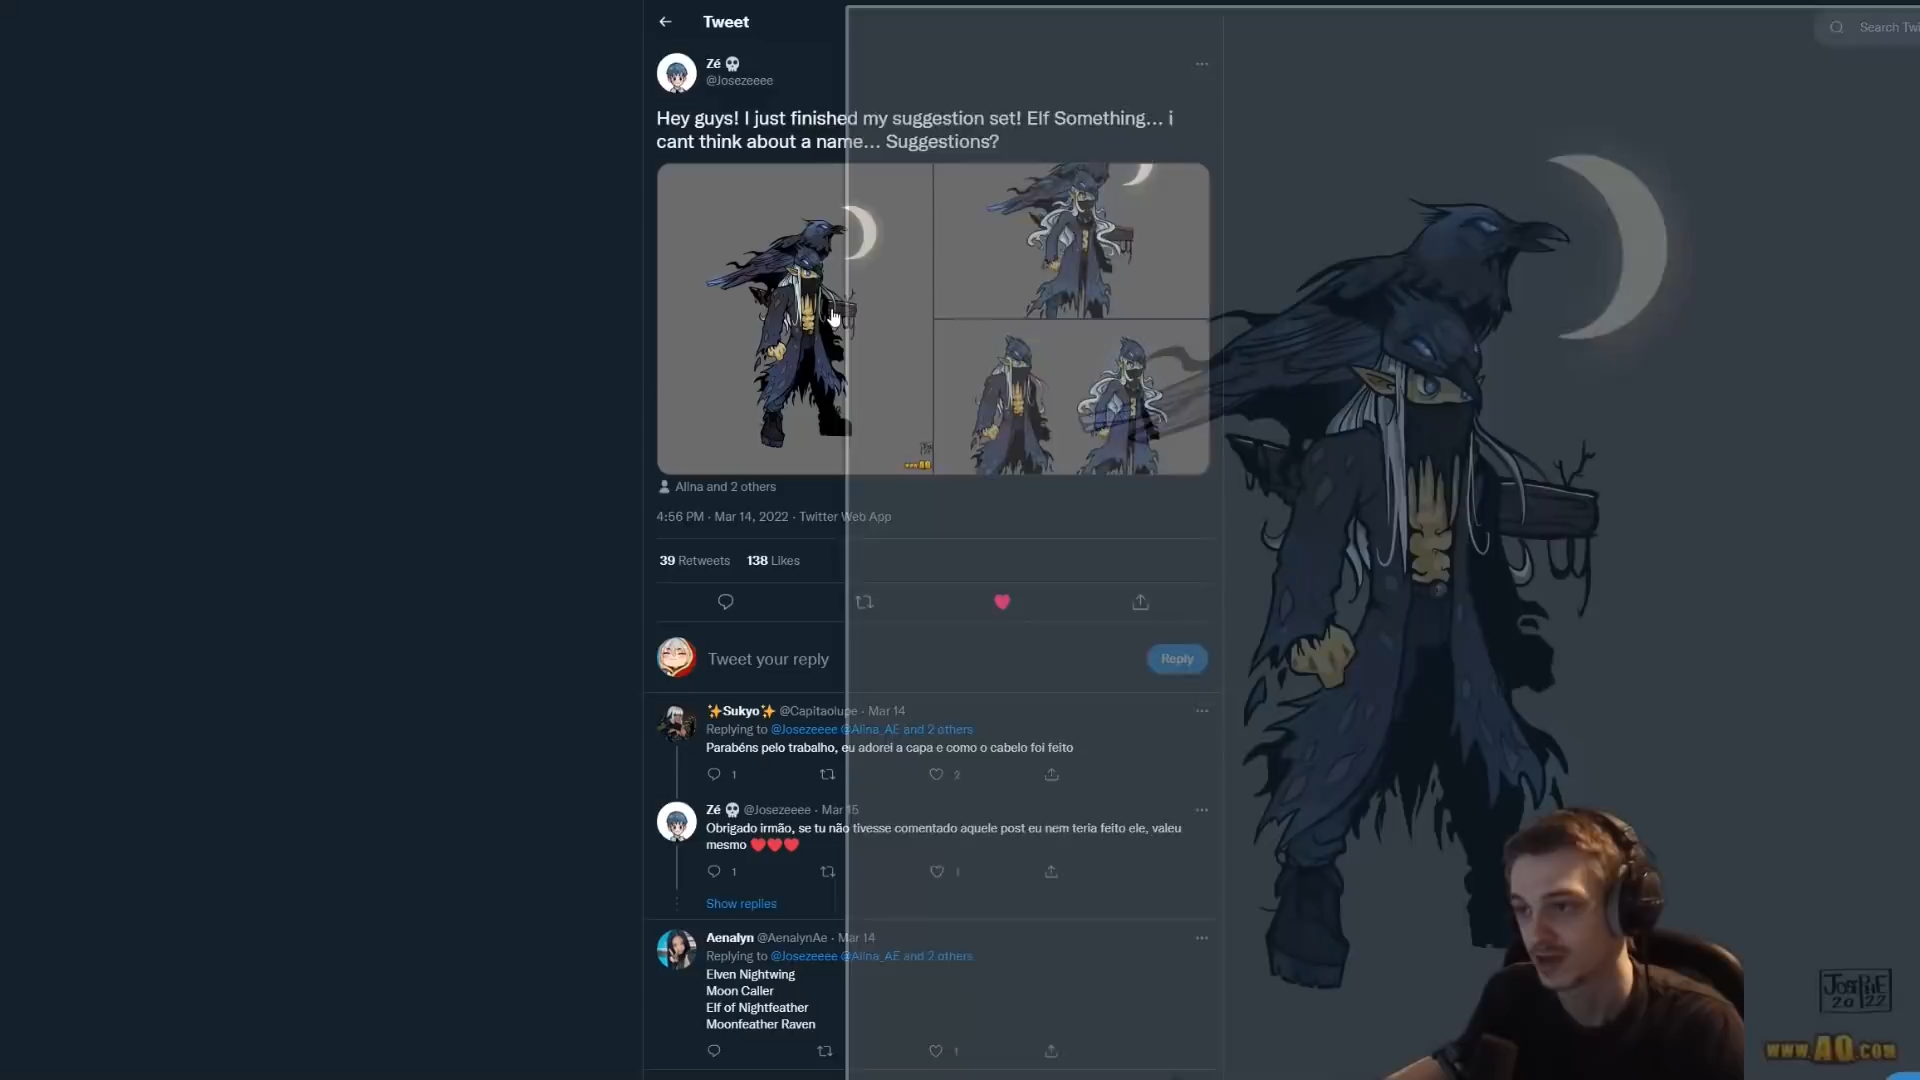 Tweet
Search Twi
Zé
@Josezeeee
Hey guys! I just finished my suggestion set! Elf Something... i
cant think about a name... Suggestions?
Alina and 2 others
4:56 PM · Mar 14, 2022 · Twitter Web App
39 Retweets 138 Likes
Tweet your reply
Reply
Sukyo @Capitaolupe · Mar 14
Replying to @Josezeeee @Alina_AE and 2 others
Parabéns pelo trabalho, eu adorei a capa e como o cabelo foi feito
1 2
Zé @Josezeeee · Mar 15
Obrigado irmão, se tu não tivesse comentado aquele post eu nem teria feito ele, valeu
mesmo
1 1
Show replies
Aenalyn @AenalynAe · Mar 14
Replying to @Josezeeee @Alina_AE and 2 others
Elven Nightwing
Moon Caller
Elf of Nightfeather
Moonfeather Raven
1
2022
www.AQ.com